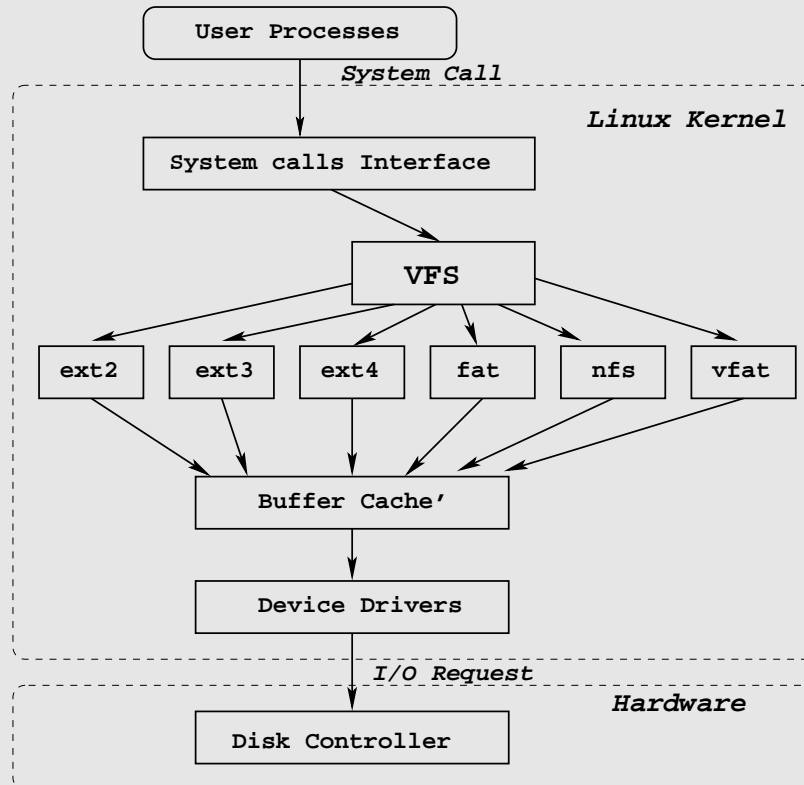 User Processes
System Call
Linux Kernel
System calls Interface
VFS
ext2
ext3
ext4
fat
nfs
vfat
Buffer Cache'
Device Drivers
I/O Request
Hardware
Disk Controller